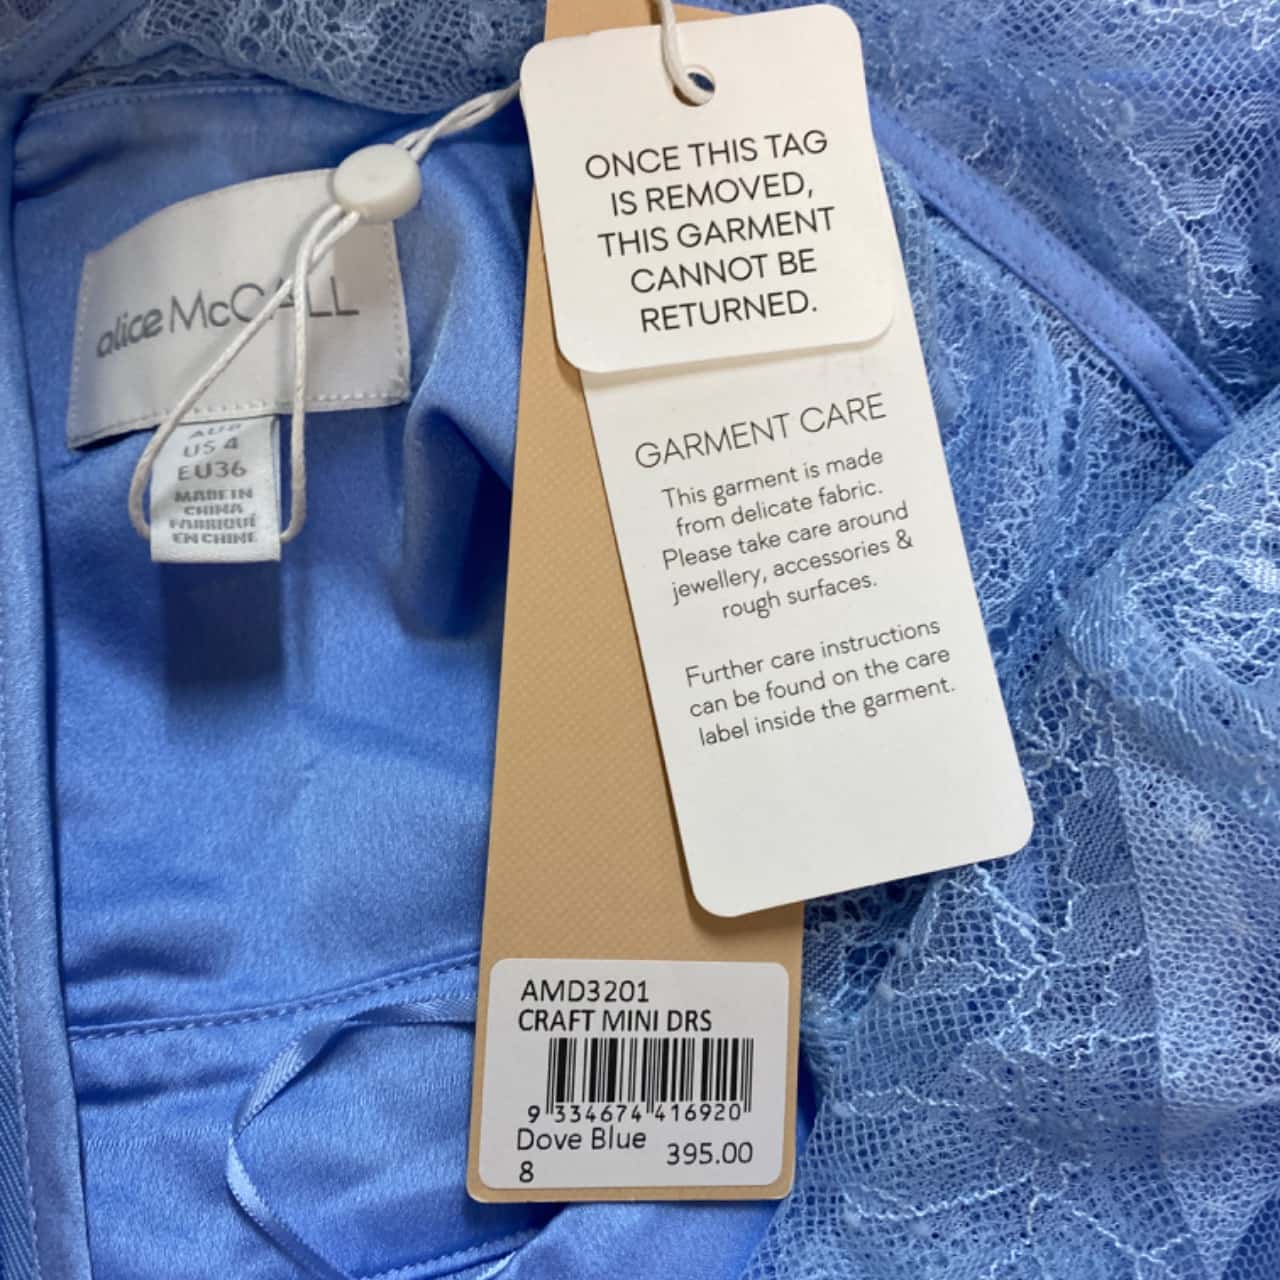 alice McCALL
AU8
US 4
EU36
MADE IN
CHINA
FABRIQUÉ
EN CHINE
ONCE THIS TAG
IS REMOVED,
THIS GARMENT
CANNOT BE
RETURNED.
GARMENT CARE
This garment is made
from delicate fabric.
Please take care around
jewellery, accessories &
rough surfaces.
Further care instructions
can be found on the care
label inside the garment.
AMD3201
CRAFT MINI DRS
9 334674 416920
Dove Blue
395.00
8